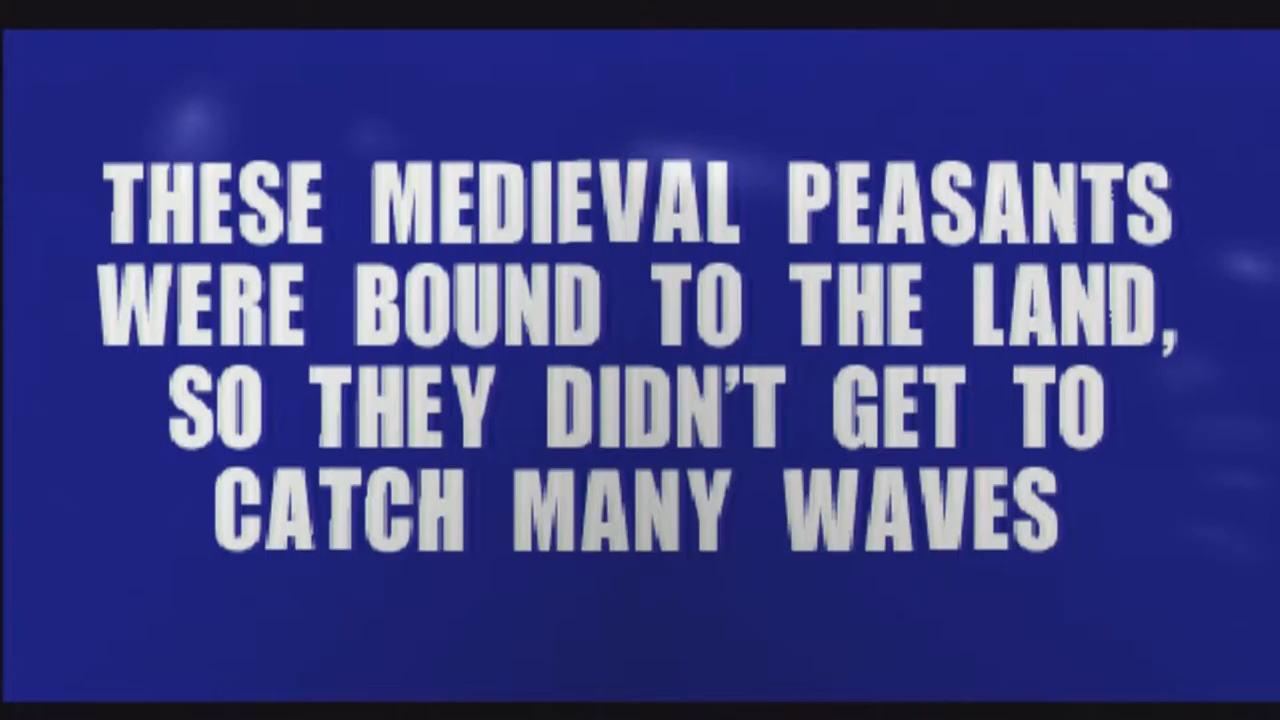 THESE MEDIEVAL PEASANTS
WERE BOUND TO THE LAND,
SO THEY DIDN'T GET TO
CATCH MANY WAVES